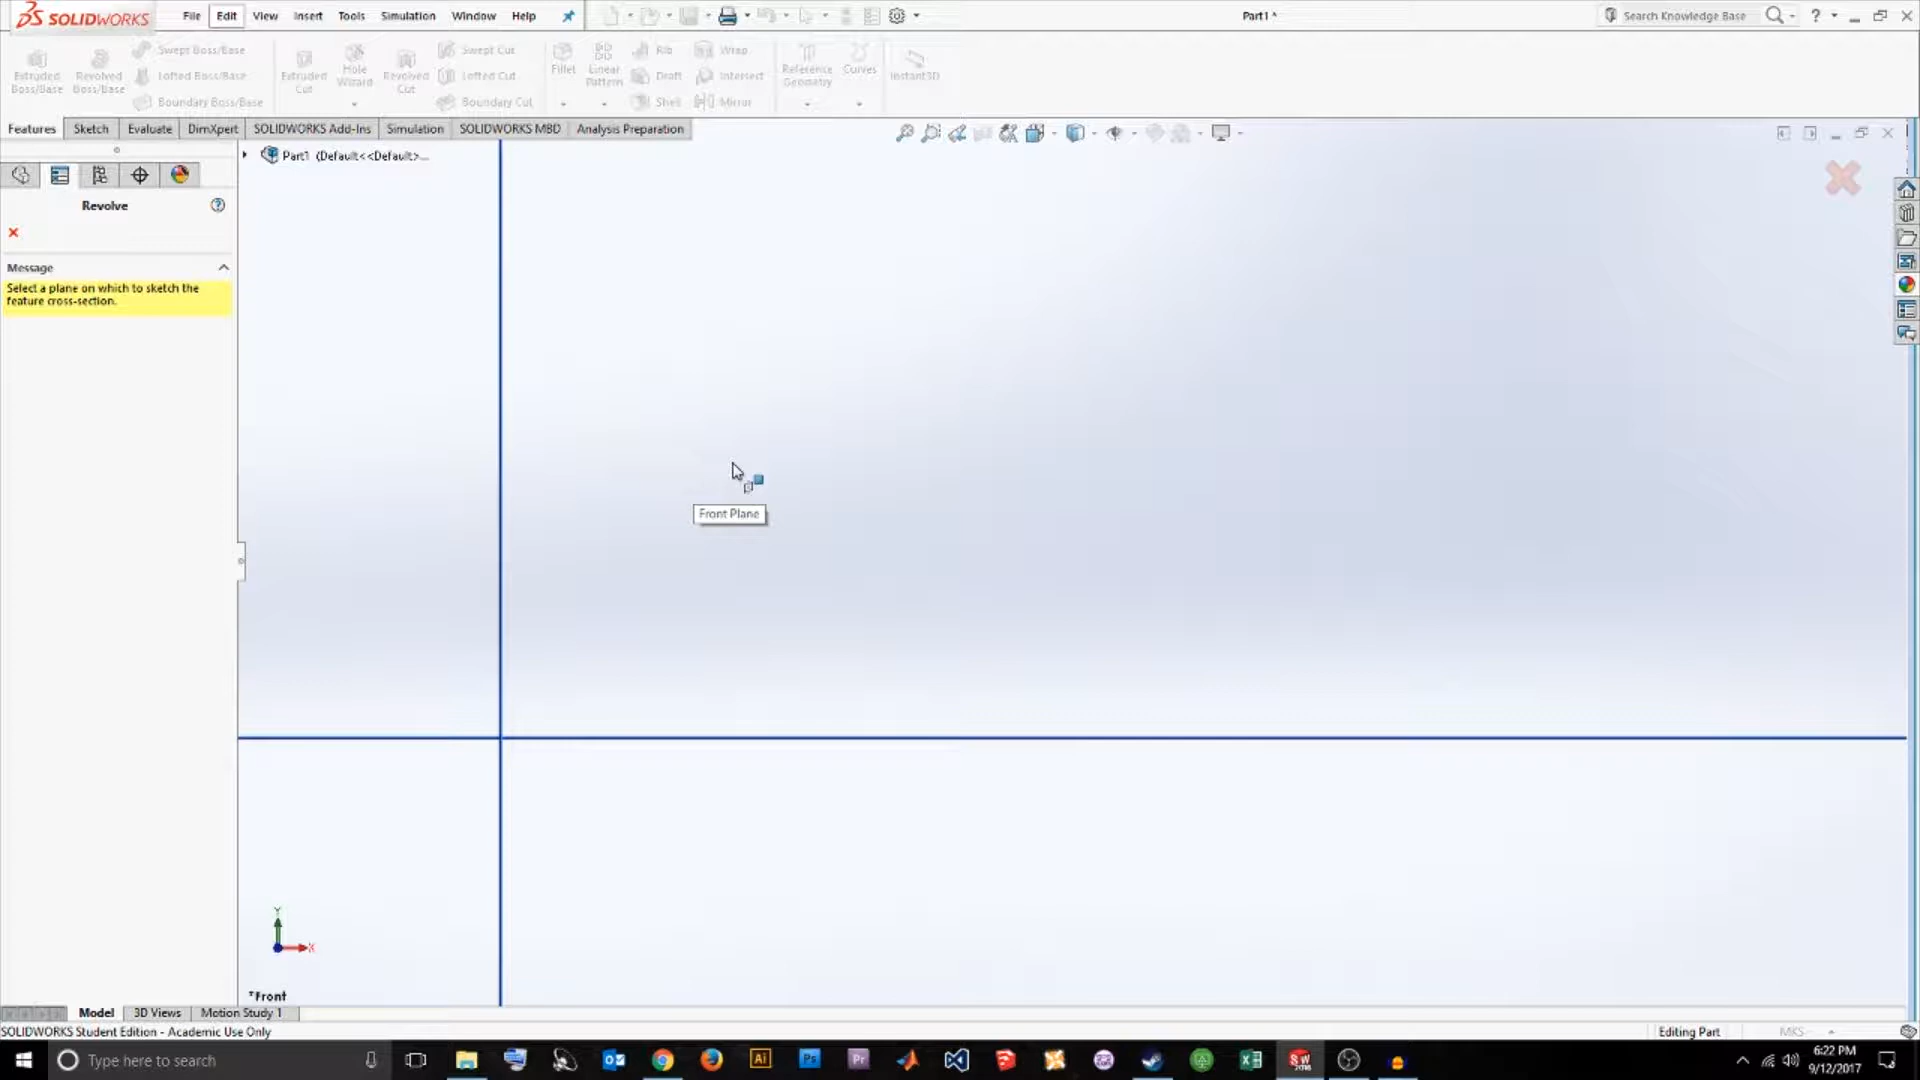 SOLIDWORKS File Edit View Insert Tools Simulation Window Help Part1 * Search Knowledge Base ?
Extruded Boss/Base
Revolved Boss/Base
Swept Boss/Base
Lofted Boss/Base
Boundary Boss/Base
Extruded Cut
Hole Wizard
Revolved Cut
Swept Cut
Lofted Cut
Boundary Cut
Fillet
Linear Pattern
Rib
Draft
Shell
Wrap
Intersect
Mirror
Reference Geometry
Curves
Instant3D
Features Sketch Evaluate DimXpert SOLIDWORKS Add-Ins Simulation SOLIDWORKS MBD Analysis Preparation
Part1 (Default<<Default>...
Revolve
Message
Select a plane on which to sketch the
feature cross-section.
Front Plane
Y
X
*Front
Model 3D Views Motion Study 1
SOLIDWORKS Student Edition - Academic Use Only Editing Part MKS
Type here to search
Ai Ps Pr SW 2016
6:22 PM
9/12/2017